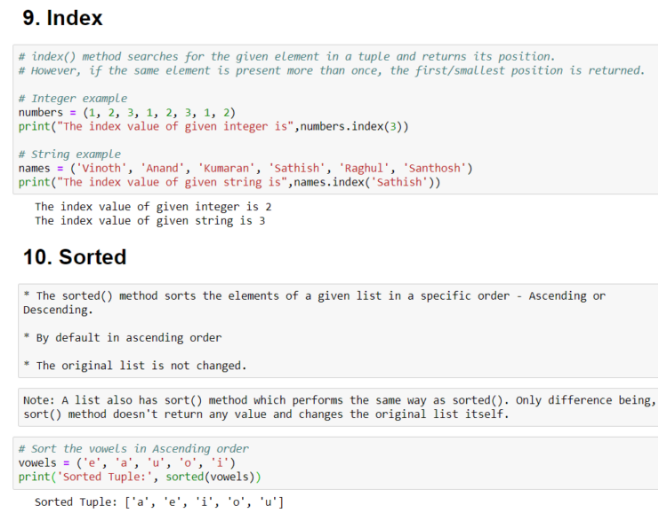 9. Index
# index() method searches for the given element in a tuple and returns its position.
# However, if the same element is present more than once, the first/smallest position is returned.
# Integer example
numbers = (1, 2, 3, 1, 2, 3, 1, 2)
print("The index value of given integer is",numbers.index(3))
# String example
names = ('Vinoth', 'Anand', 'Kumaran', 'Sathish', 'Raghul', 'Santhosh')
print("The index value of given string is",names.index('Sathish'))
The index value of given integer is 2
The index value of given string is 3
10. Sorted
* The sorted() method sorts the elements of a given list in a specific order - Ascending or
Descending.
* By default in ascending order
* The original list is not changed.
Note: A list also has sort() method which performs the same way as sorted(). Only difference being,
sort() method doesn't return any value and changes the original list itself.
# Sort the vowels in Ascending order
vowels = ('e', 'a', 'u', 'o', 'i')
print('Sorted Tuple:', sorted(vowels))
Sorted Tuple: ['a', 'e', 'i', 'o', 'u']